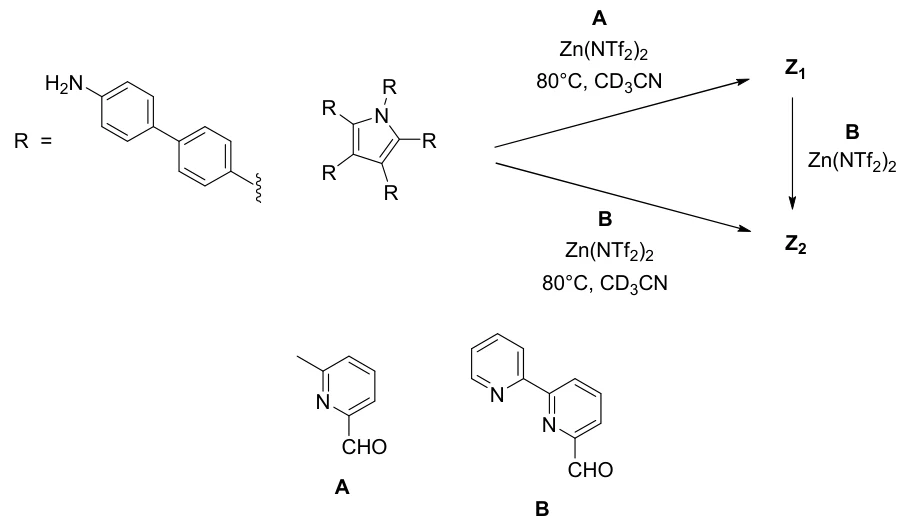 A
Zn(NTf2)2
80°C, CD3CN
Z1
H2N
R =
R
N
R
R
R
R
B
Zn(NTf2)2
B
Zn(NTf2)2
80°C, CD3CN
Z2
N
CHO
A
N
N
CHO
B